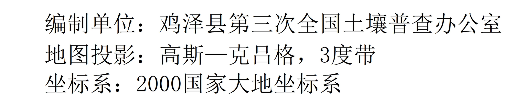 编制单位：鸡泽县第三次全国土壤普查办公室
地图投影：高斯—克吕格，3度带
坐标系：2000国家大地坐标系